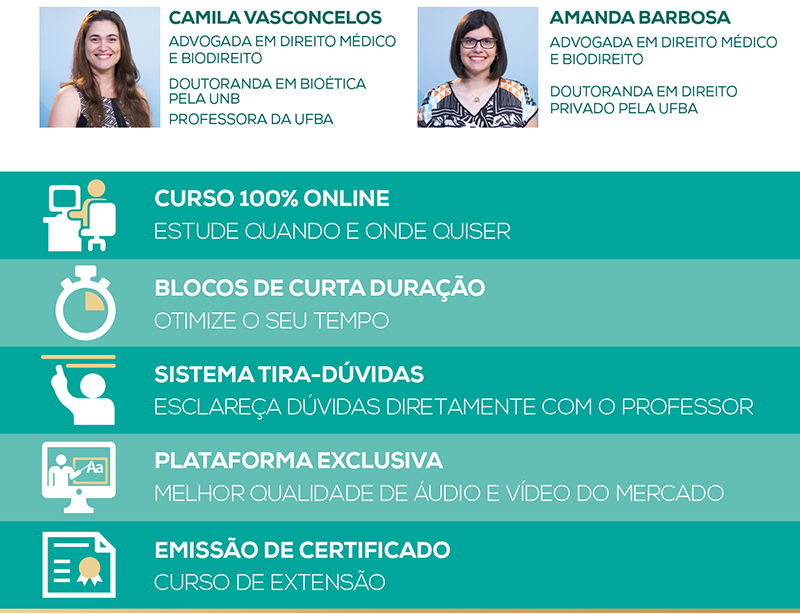 CAMILA VASCONCELOS
ADVOGADA EM DIREITO MÉDICO
E BIODIREITO
DOUTORANDA EM BIOÉTICA
PELA UNB
PROFESSORA DA UFBA
AMANDA BARBOSA
ADVOGADA EM DIREITO MÉDICO
E BIODIREITO
DOUTORANDA EM DIREITO
PRIVADO PELA UFBA
CURSO 100% ONLINE
ESTUDE QUANDO E ONDE QUISER
BLOCOS DE CURTA DURAÇÃO
OTIMIZE O SEU TEMPO
SISTEMA TIRA-DÚVIDAS
ESCLAREÇA DÚVIDAS DIRETAMENTE COM O PROFESSOR
Aa
PLATAFORMA EXCLUSIVA
MELHOR QUALIDADE DE ÁUDIO E VÍDEO DO MERCADO
EMISSÃO DE CERTIFICADO
CURSO DE EXTENSÃO